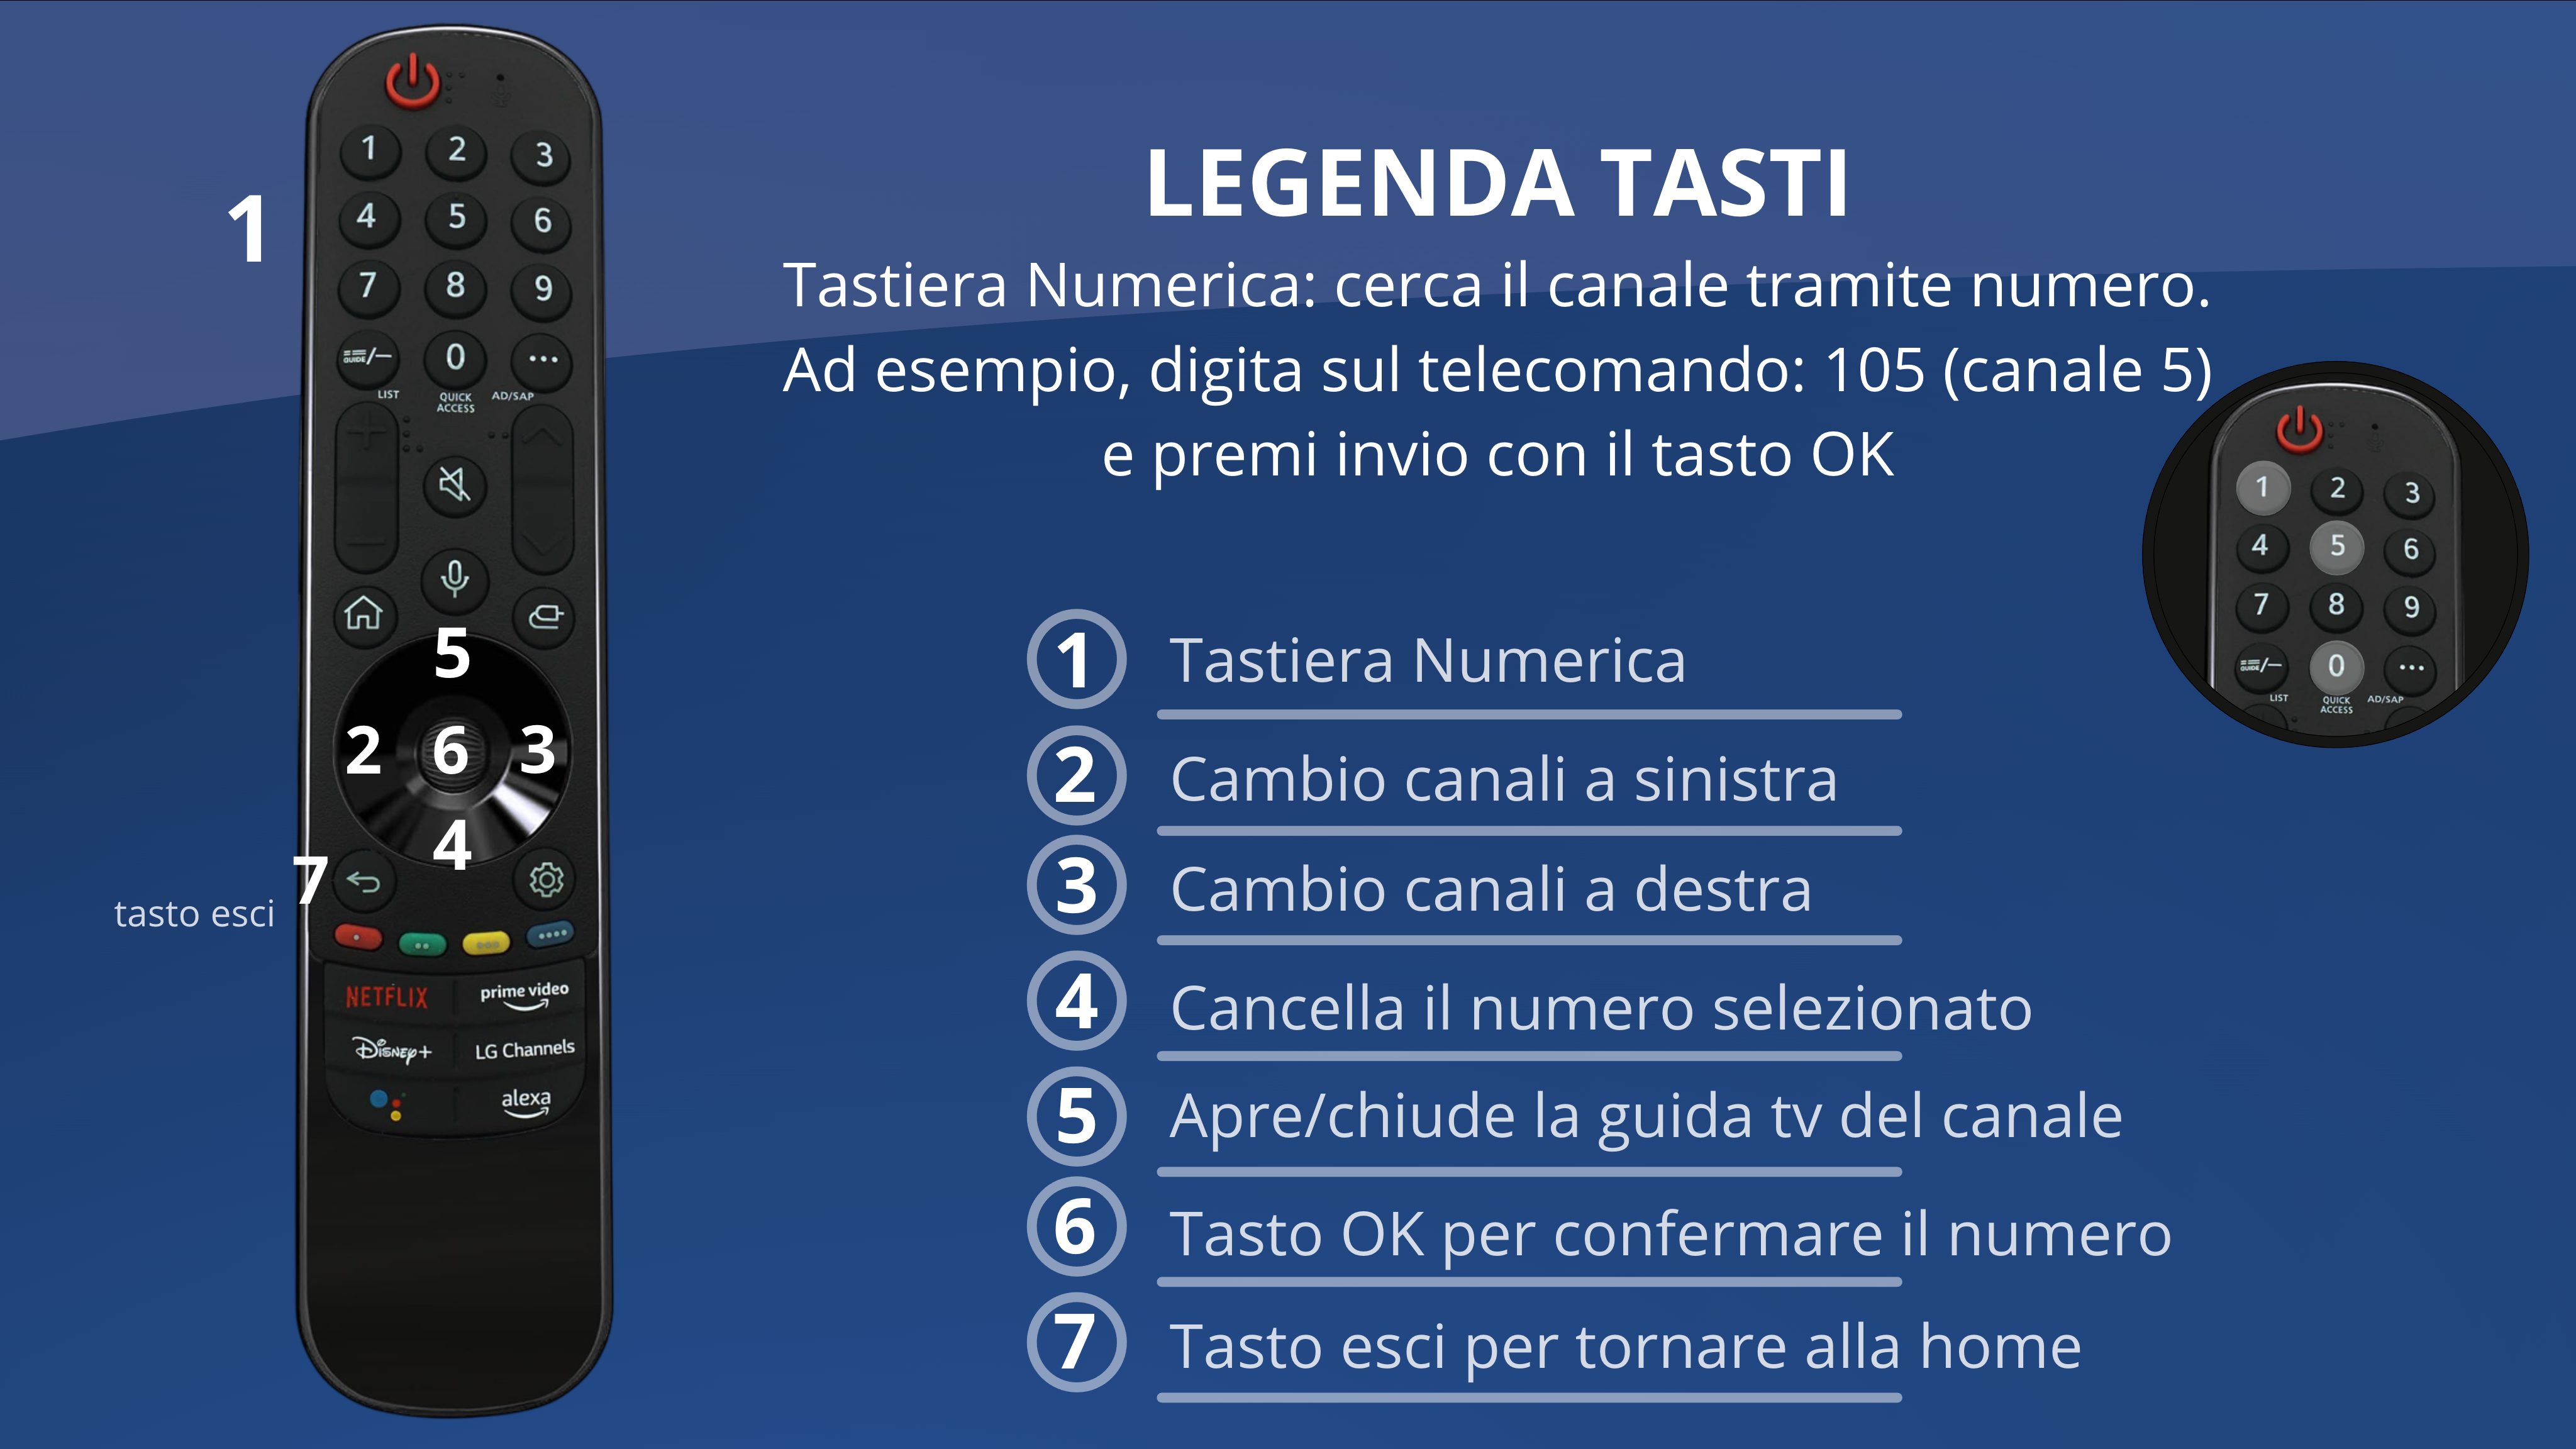 1 2 3
4 5 6
7 8 9
GUIDE/— 0 ...
LIST QUICK ACCESS AD/SAP
1
5
2 6 3
4
7
tasto esci
NETFLIX prime video
Disney+ LG Channels
alexa
LEGENDA TASTI
Tastiera Numerica: cerca il canale tramite numero.
Ad esempio, digita sul telecomando: 105 (canale 5)
e premi invio con il tasto OK
1 2 3
4 5 6
7 8 9
GUIDE/— 0 ...
LIST QUICK ACCESS AD/SAP
1 Tastiera Numerica
2 Cambio canali a sinistra
3 Cambio canali a destra
4 Cancella il numero selezionato
5 Apre/chiude la guida tv del canale
6 Tasto OK per confermare il numero
7 Tasto esci per tornare alla home